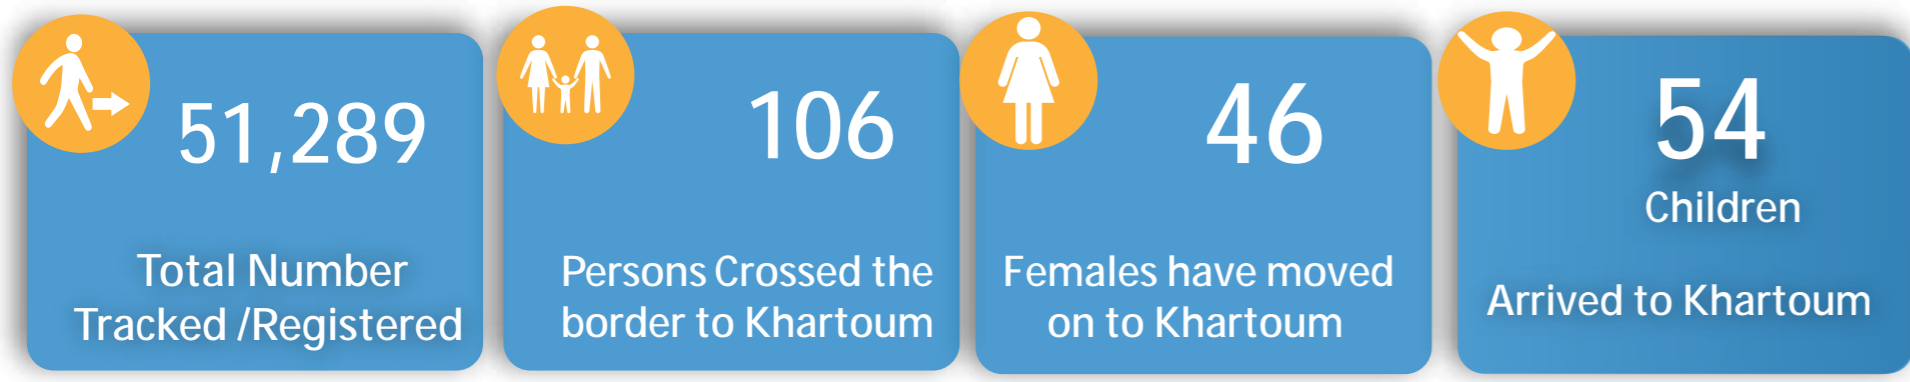 51,289
Total Number
Tracked /Registered
106
Persons Crossed the
border to Khartoum
46
Females have moved
on to Khartoum
54
Children
Arrived to Khartoum